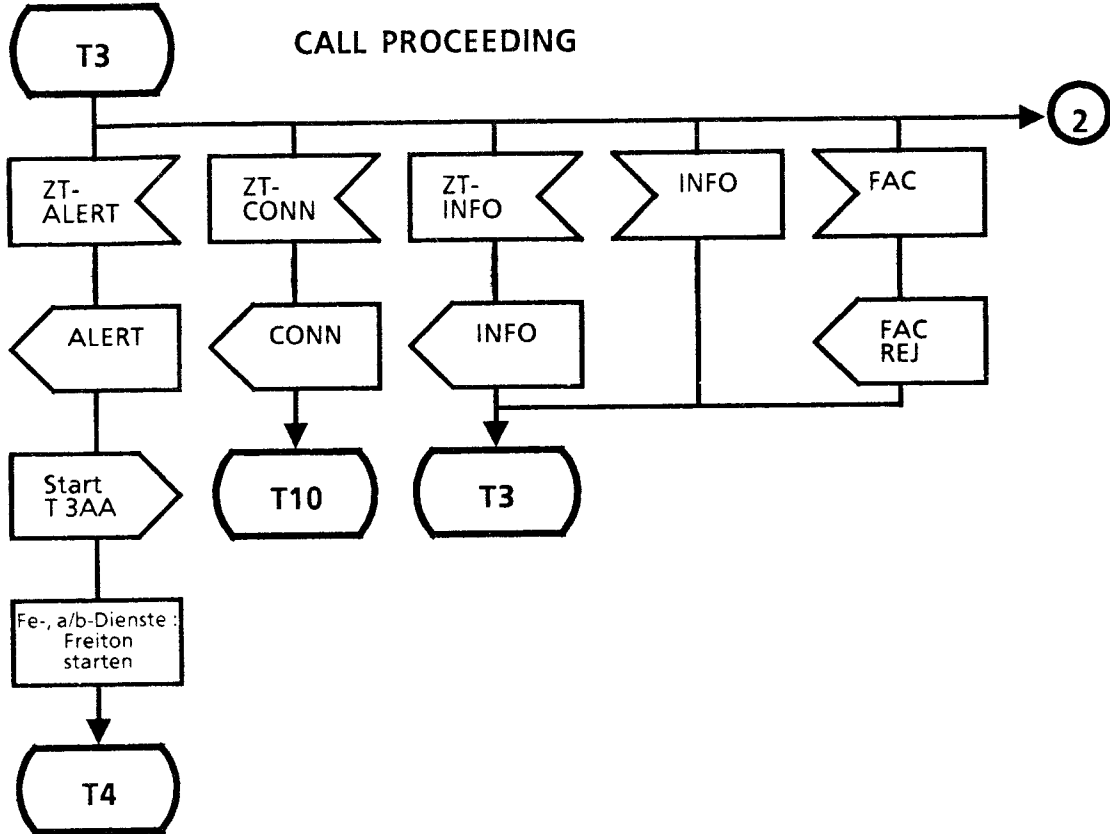 T3
CALL PROCEEDING
2
ZT-
ALERT
ZT-
CONN
ZT-
INFO
INFO
FAC
ALERT
CONN
INFO
FAC
REJ
Start
T 3AA
T10
T3
Fe-, a/b-Dienste :
Freiton
starten
T4